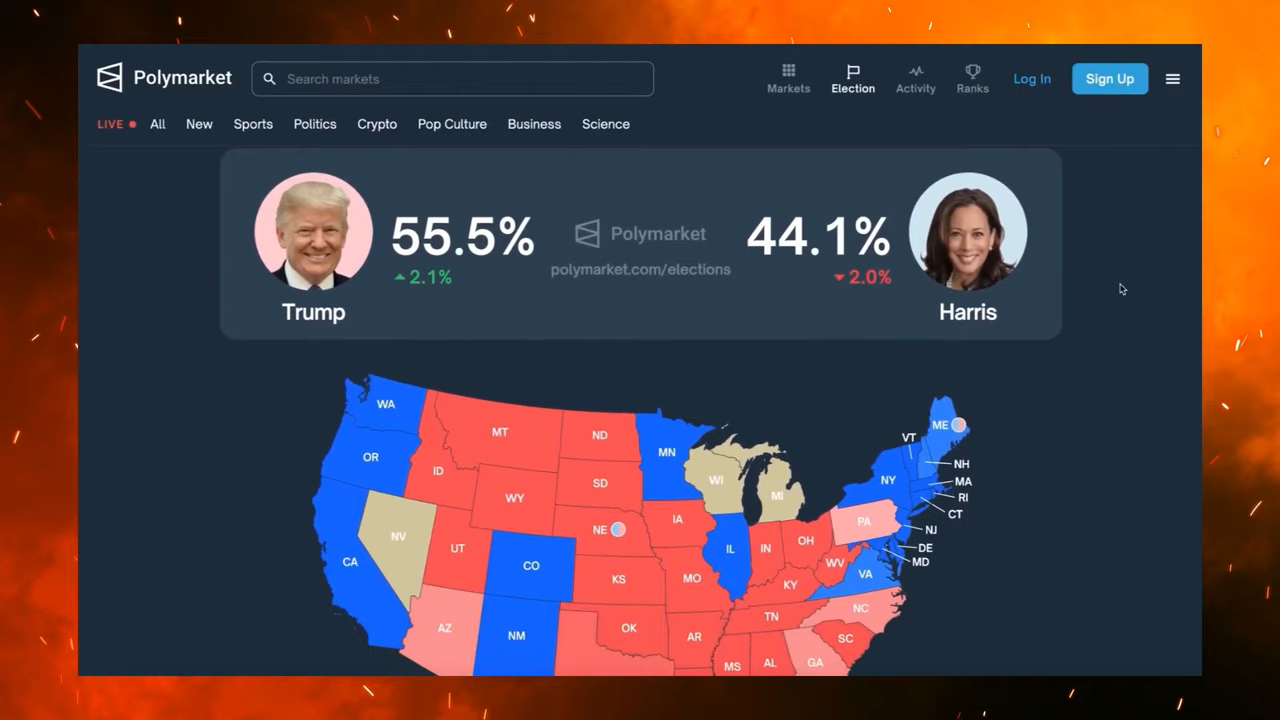 Polymarket
Search markets
Markets
Election
Activity
Ranks
Log In
Sign Up
LIVE
All
New
Sports
Politics
Crypto
Pop Culture
Business
Science
55.5%
2.1%
Trump
Polymarket
polymarket.com/elections
44.1%
2.0%
Harris
WA
OR
CA
NV
ID
MT
WY
UT
AZ
CO
NM
ND
SD
NE
KS
OK
MN
IA
MO
AR
WI
IL
MI
IN
OH
KY
TN
MS
AL
GA
SC
NC
WV
VA
PA
NY
VT
ME
NH
MA
RI
CT
NJ
DE
MD